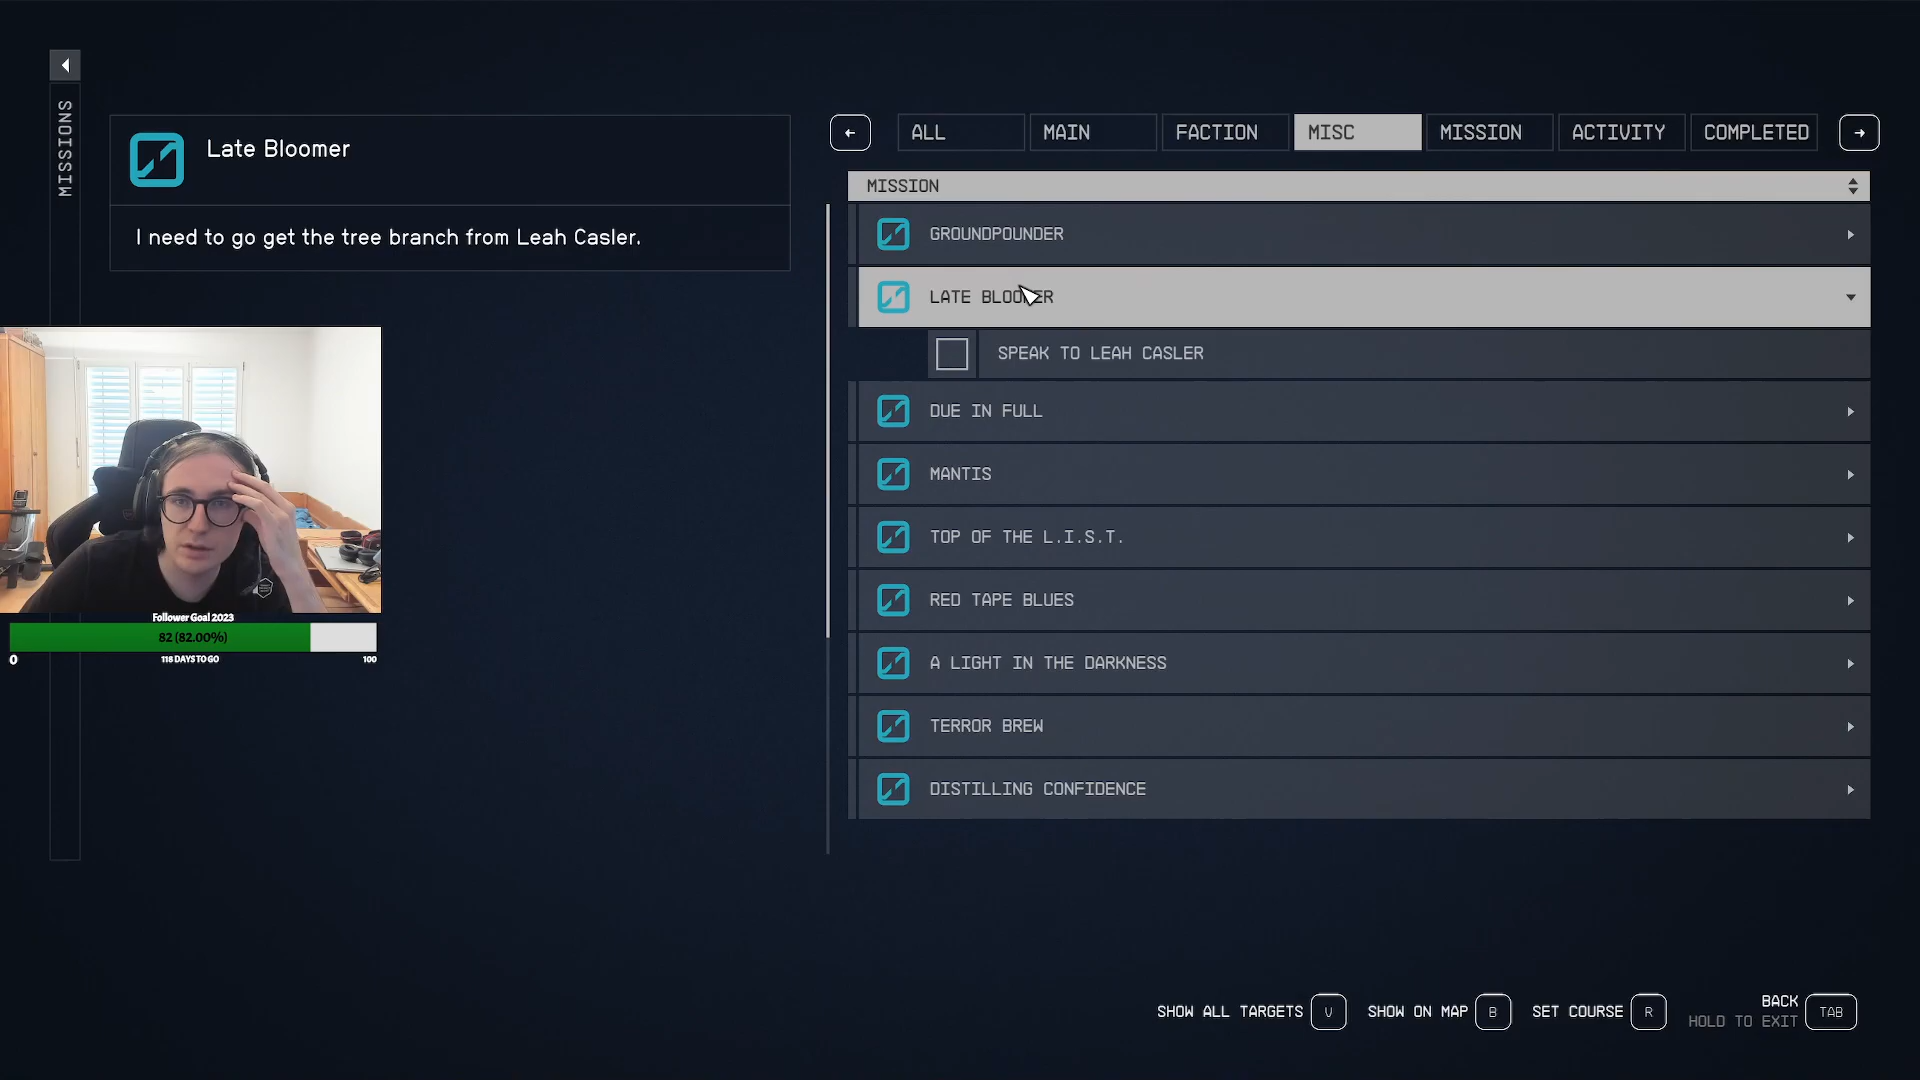 MISSIONS
Late Bloomer
I need to go get the tree branch from Leah Casler.
ALL
MAIN
FACTION
MISC
MISSION
ACTIVITY
COMPLETED
MISSION
GROUNDPOUNDER
LATE BLOOMER
SPEAK TO LEAH CASLER
DUE IN FULL
MANTIS
TOP OF THE L.I.S.T.
RED TAPE BLUES
A LIGHT IN THE DARKNESS
TERROR BREW
DISTILLING CONFIDENCE
Follower Goal 2023
82 (82.00%)
0
118 DAYS TO GO
100
SHOW ALL TARGETS V
SHOW ON MAP B
SET COURSE R
BACK
HOLD TO EXIT
TAB